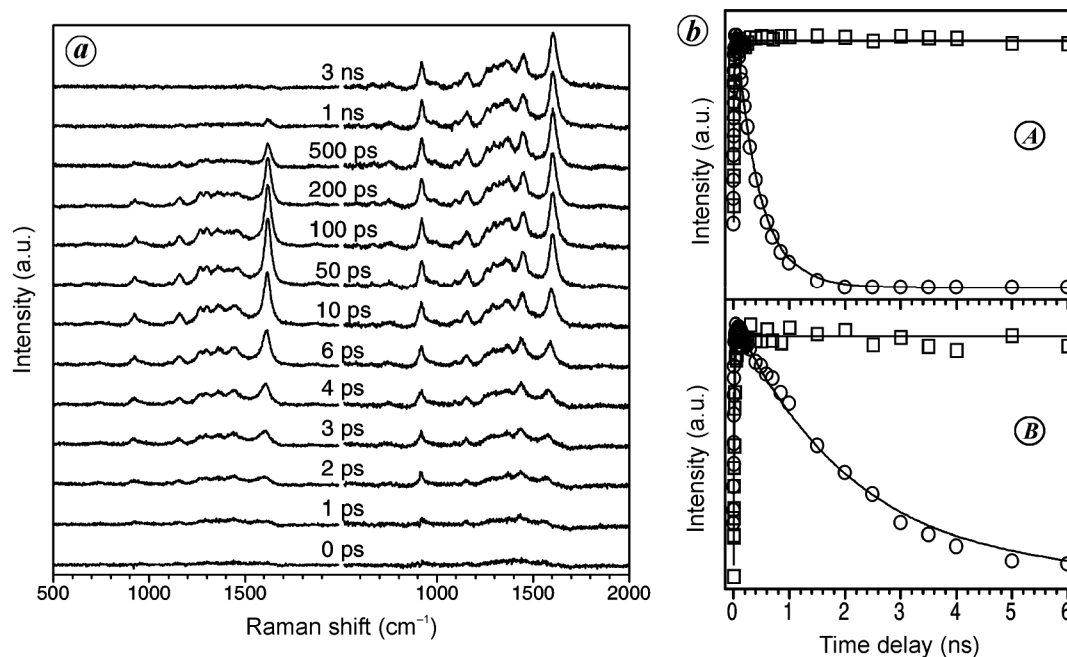 a
3 ns
1 ns
500 ps
200 ps
100 ps
50 ps
10 ps
6 ps
4 ps
3 ps
2 ps
1 ps
0 ps
Intensity (a.u.)
500 1000 1500 1000 1500 2000
Raman shift (cm⁻¹)
b
A
Intensity (a.u.)
B
Intensity (a.u.)
0 1 2 3 4 5 6
Time delay (ns)